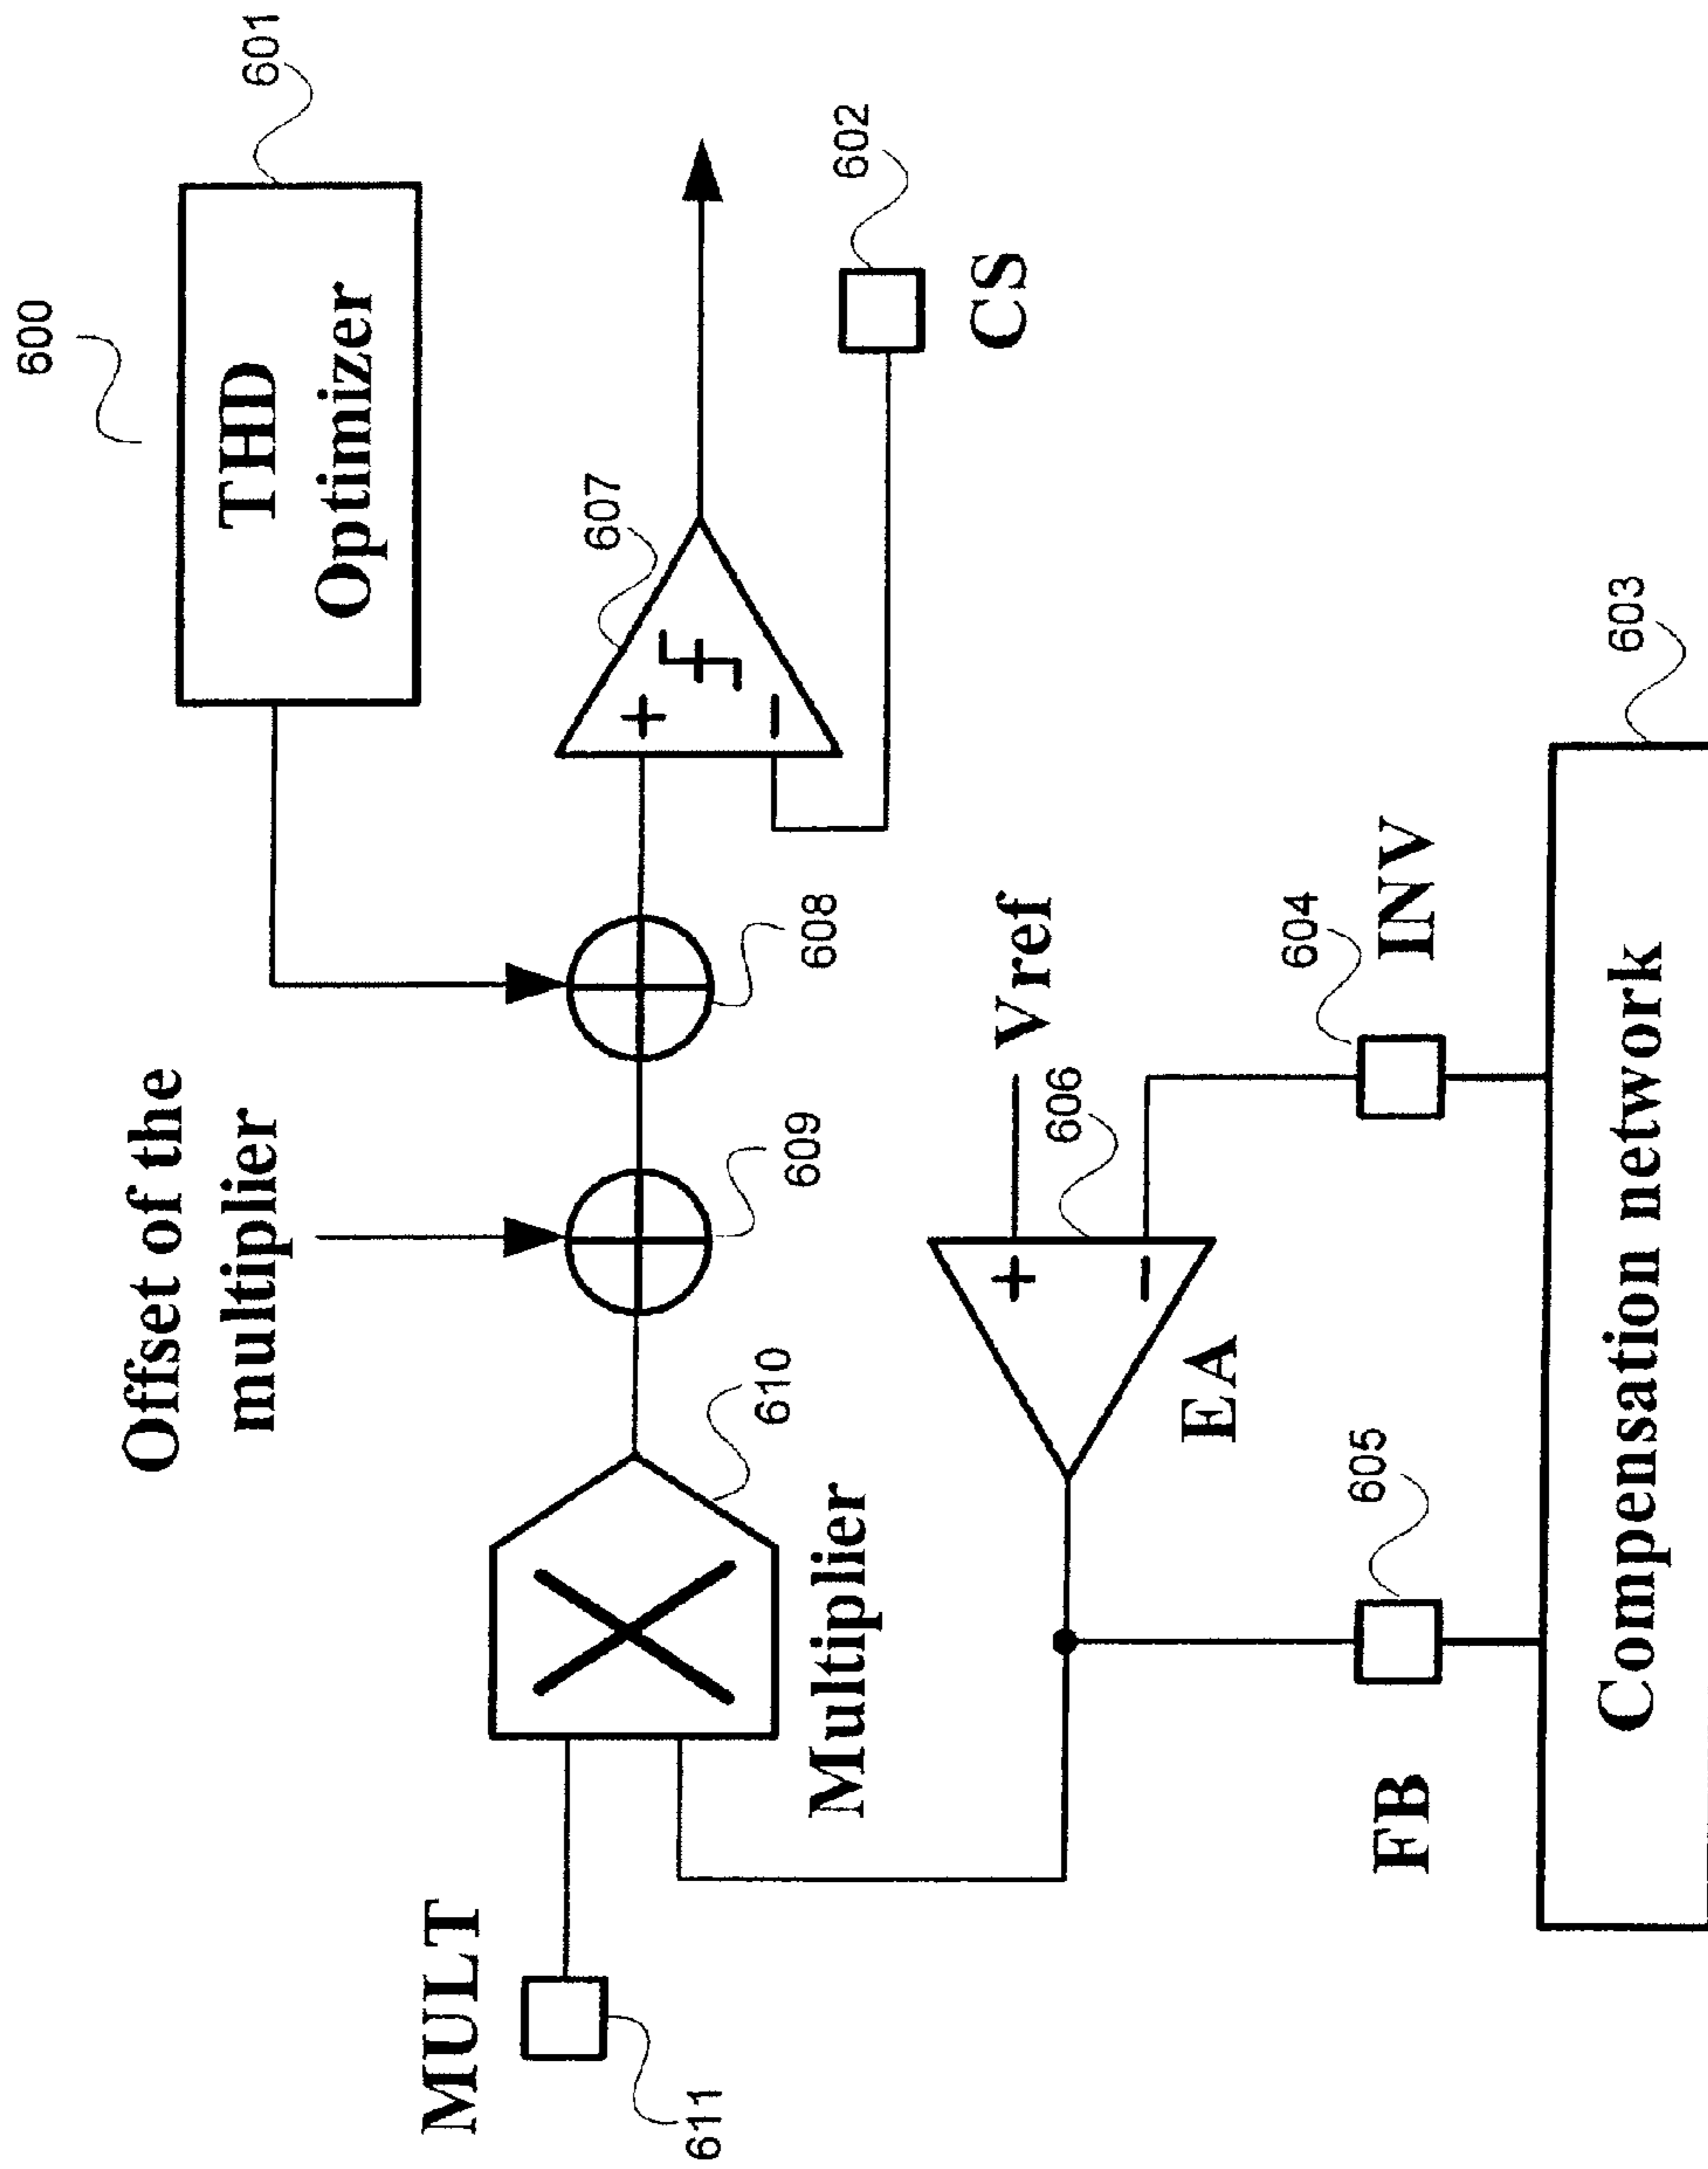 600
601
THD
Optimizer
Offset of the
multiplier
607
+
−
602
CS
608
609
610
Multiplier
MULT
611
Vref
606
+
−
EA
604
INV
605
FB
603
Compensation network